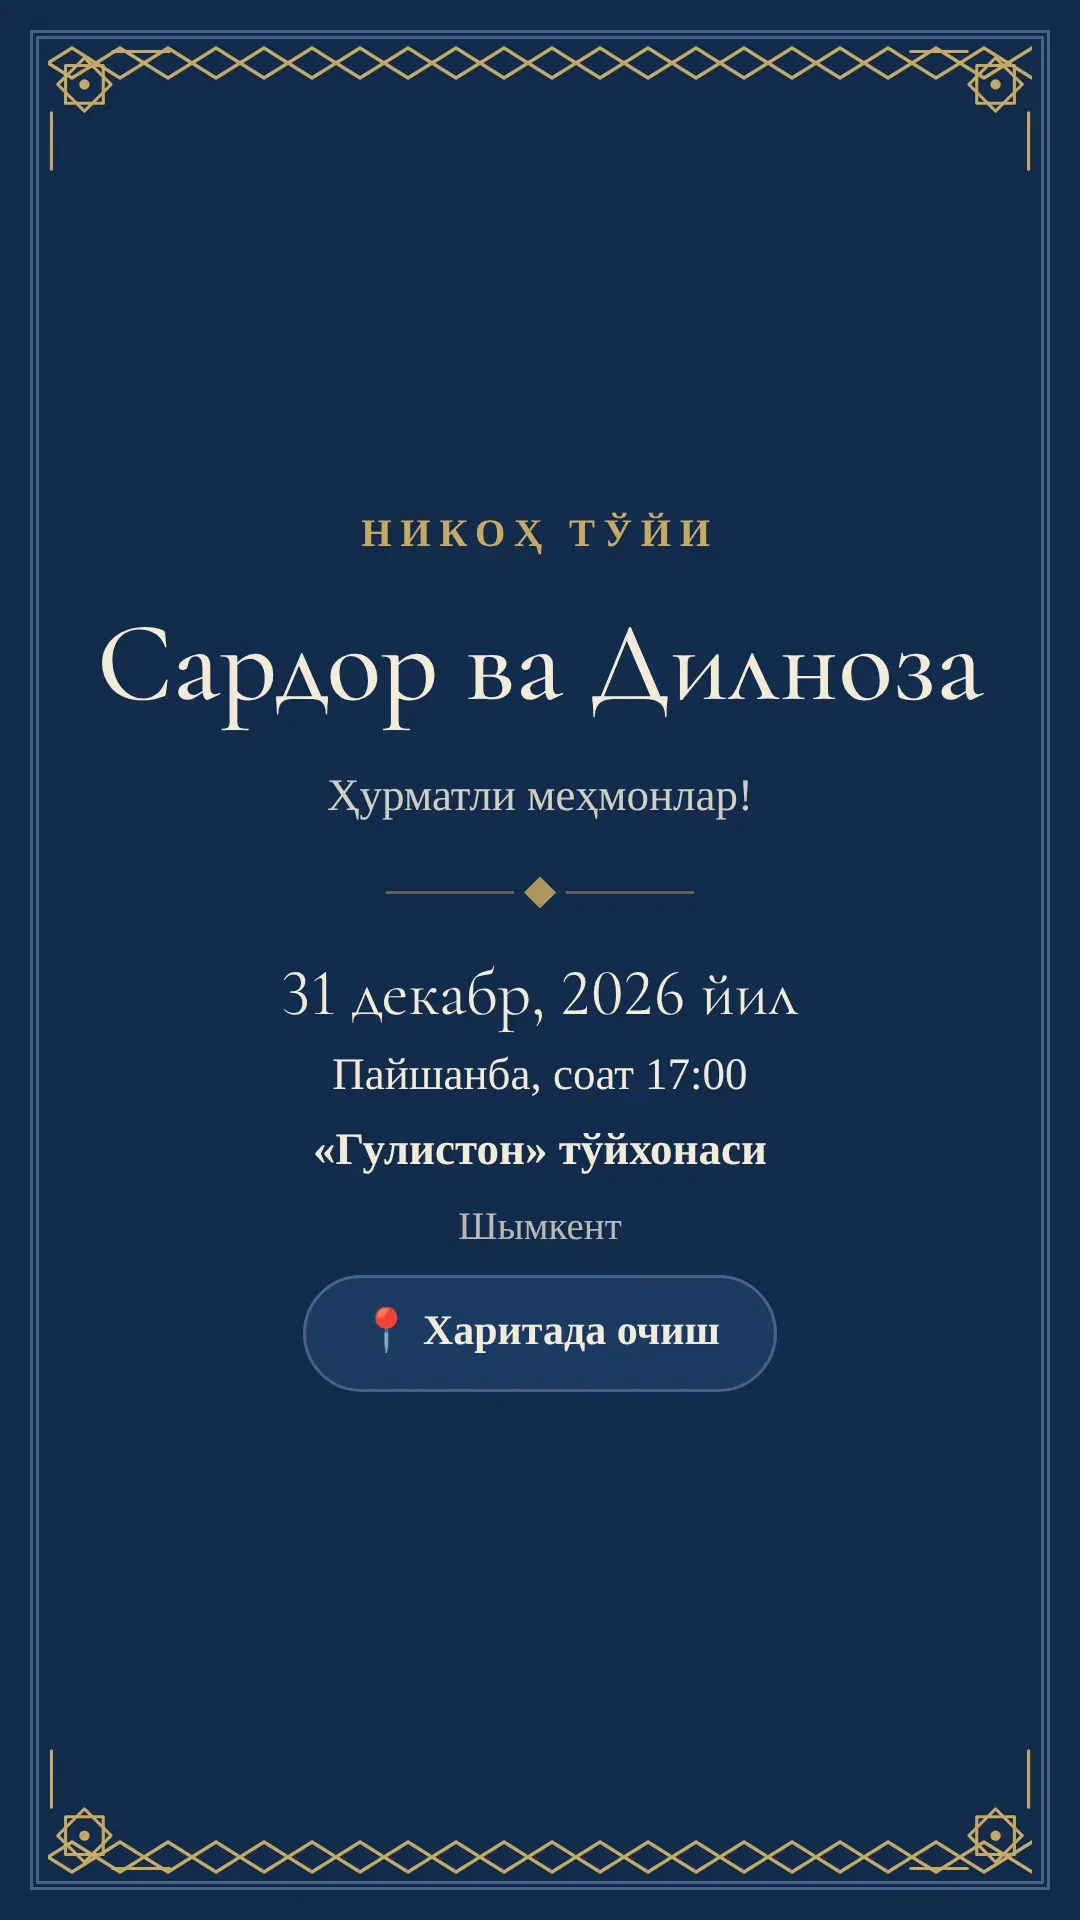 НИКОҲ ТЎЙИ
Сардор ва Дилноза
Ҳурматли меҳмонлар!
31 декабр, 2026 йил
Пайшанба, соат 17:00
«Гулистон» тўйхонаси
Шымкент
📍 Харитада очиш